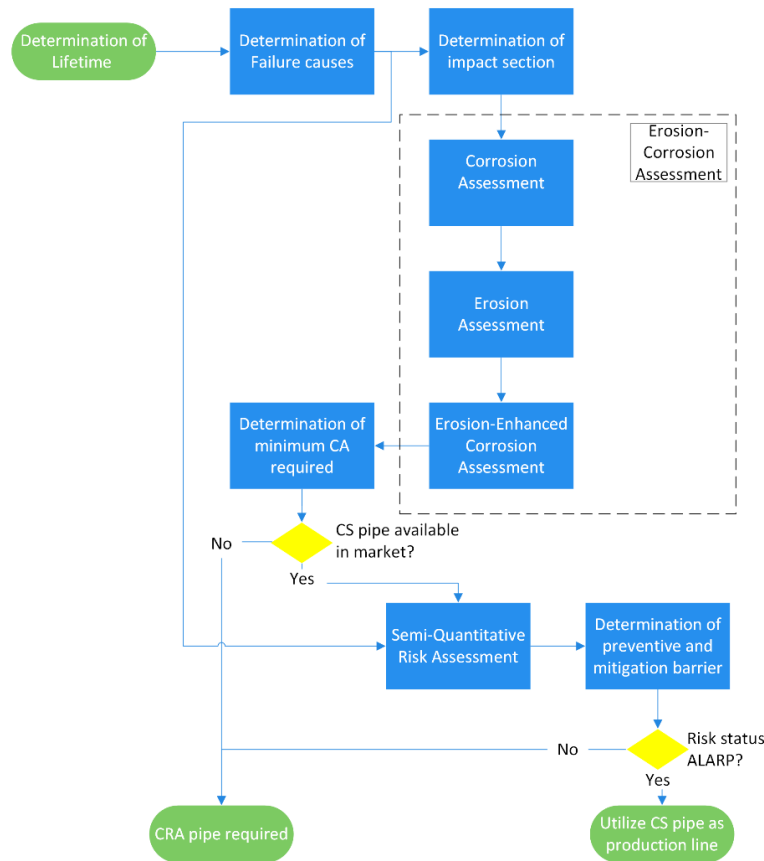 Determination of
Lifetime
Determination of
Failure causes
Determination of
impact section
Erosion-
Corrosion
Assessment
Corrosion
Assessment
Erosion
Assessment
Determination of
minimum CA
required
Erosion-Enhanced
Corrosion
Assessment
CS pipe available
in market?
No
Yes
Semi-Quantitative
Risk Assessment
Determination of
preventive and
mitigation barrier
Risk status
ALARP?
No
Yes
CRA pipe required
Utilize CS pipe as
production line